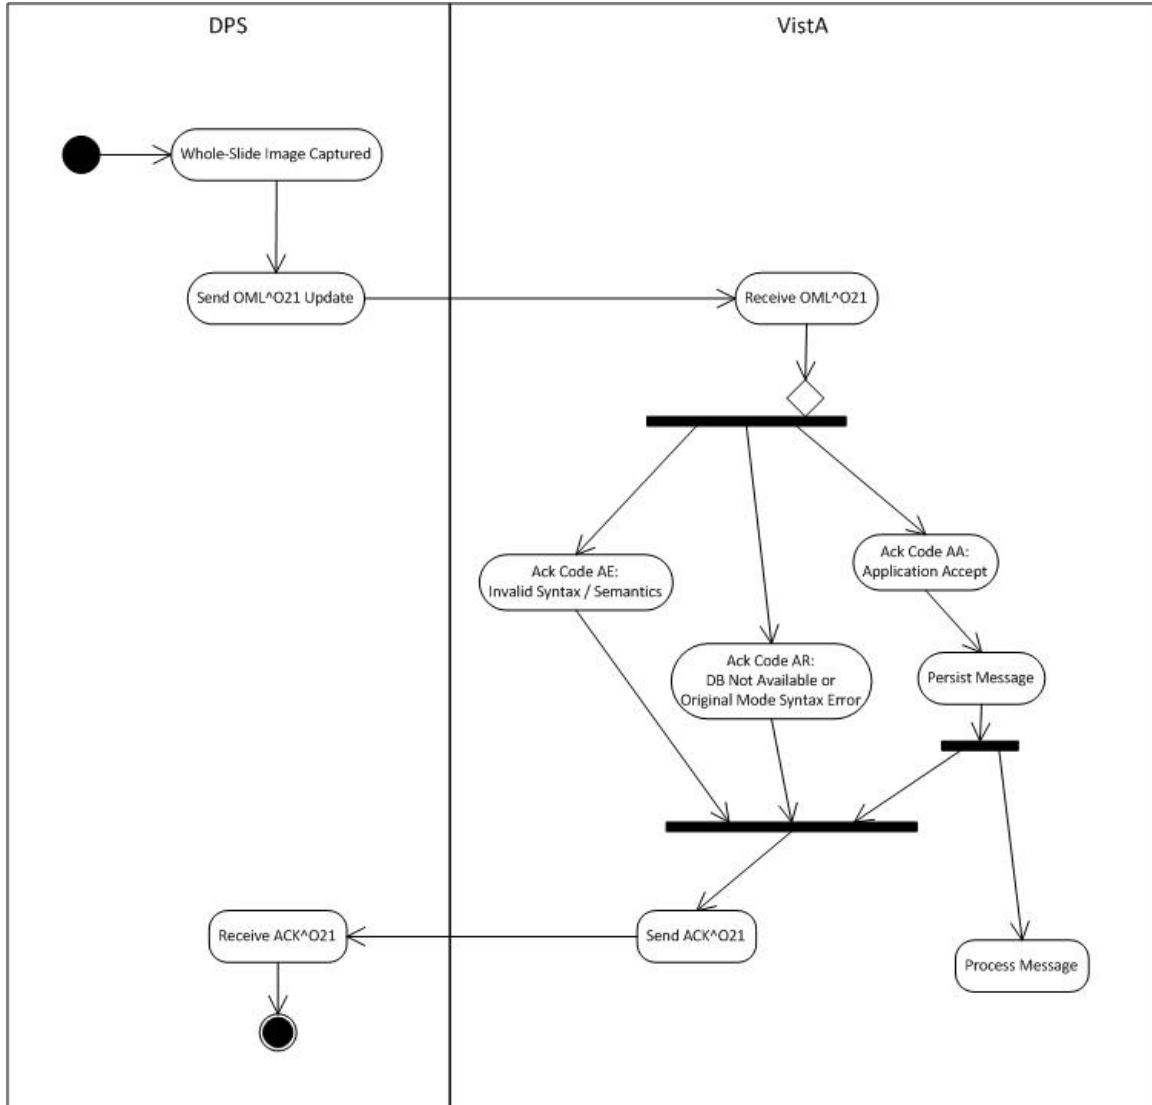 DPS
VistA
Whole-Slide Image Captured
Send OML^O21 Update
Receive OML^O21
Ack Code AE:
Invalid Syntax / Semantics
Ack Code AA:
Application Accept
Ack Code AR:
DB Not Available or
Original Mode Syntax Error
Persist Message
Receive ACK^O21
Send ACK^O21
Process Message